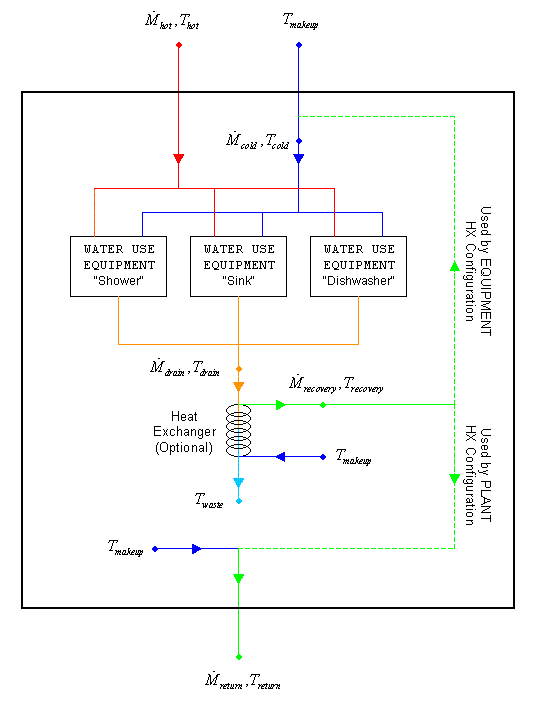 Ṁhot, Thot
Tmakeup
Ṁcold, Tcold
WATER USE
EQUIPMENT
"Shower"
WATER USE
EQUIPMENT
"Sink"
WATER USE
EQUIPMENT
"Dishwasher"
Used by EQUIPMENT
HX Configuration
Ṁdrain, Tdrain
Ṁrecovery, Trecovery
Heat
Exchanger
(Optional)
Tmakeup
Used by PLANT
HX Configuration
Twaste
Tmakeup
Ṁreturn, Treturn